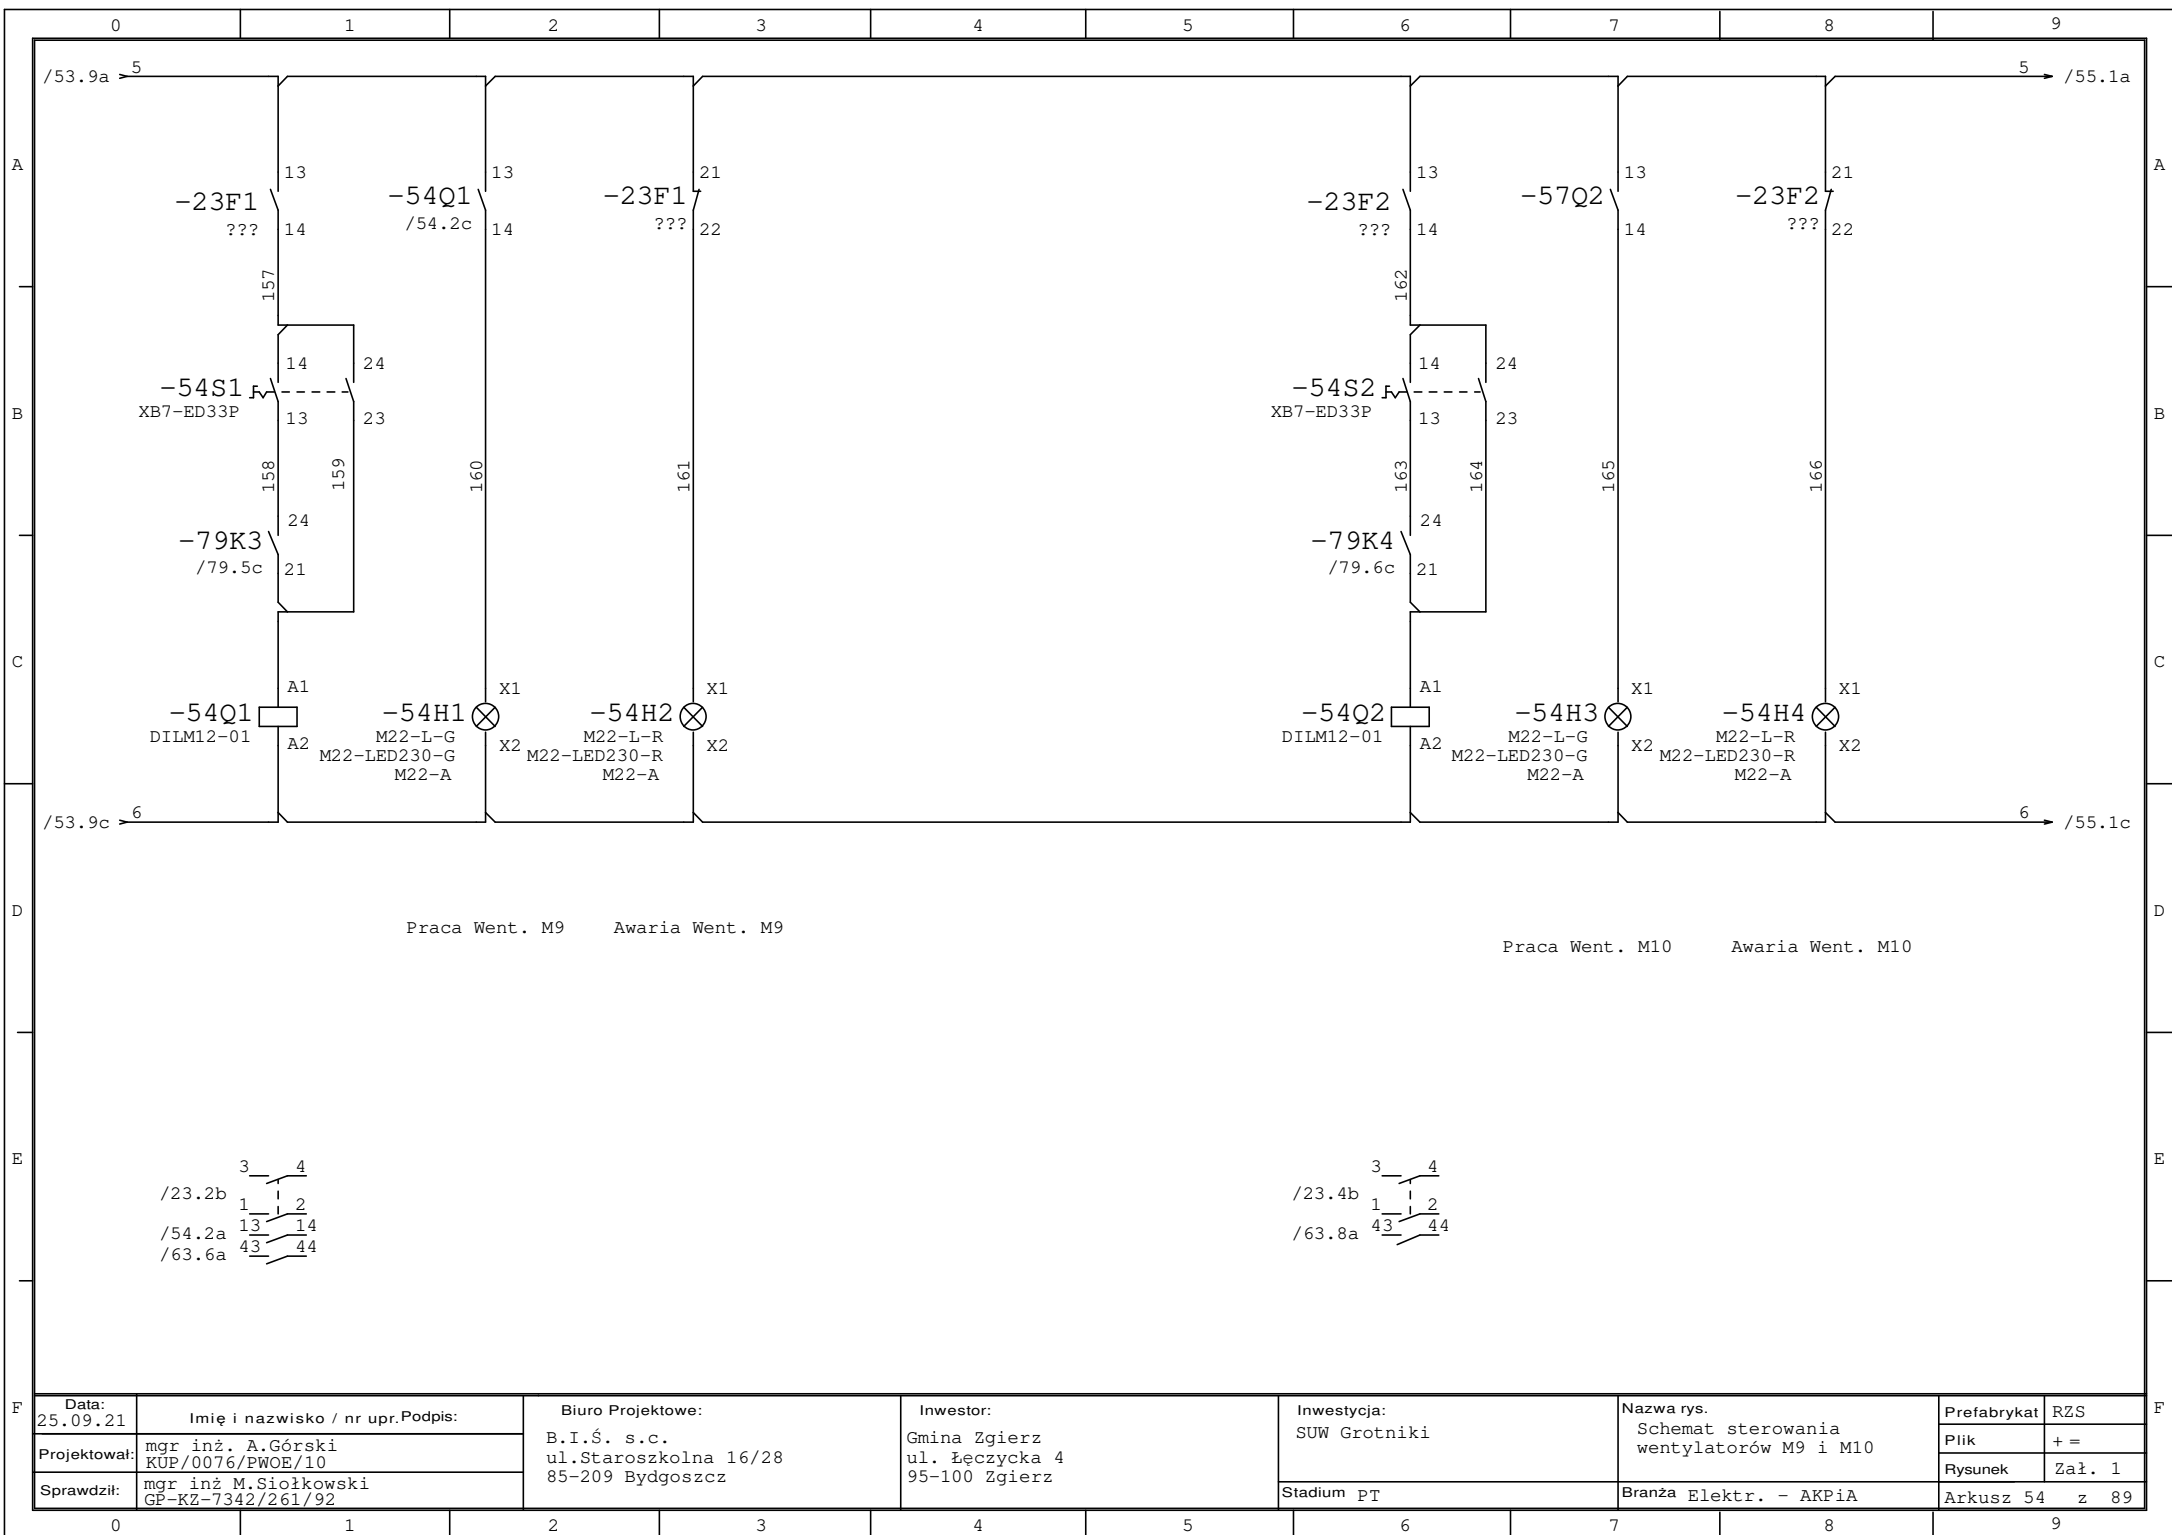 0 1 2 3 4 5 6 7 8 9
/53.9a 5
5 /55.1a
A
A
13 13 21 13 13 21
-23F1 -54Q1 -23F1 -23F2 -57Q2 -23F2
??? 14 /54.2c 14 ??? 22 ??? 14 14 ??? 22
157 162
14 24 14 24
-54S1 -54S2
XB7-ED33P XB7-ED33P
B
B
13 23 13 23
158 159 160 161 163 164 165 166
24 24
-79K3 -79K4
/79.5c 21 /79.6c 21
C
C
A1 X1 X1 A1 X1 X1
-54Q1 -54H1 -54H2 -54Q2 -54H3 -54H4
DILM12-01 M22-L-G M22-L-R DILM12-01 M22-L-G M22-L-R
A2 X2 X2 A2 X2 X2
M22-LED230-G M22-LED230-R M22-LED230-G M22-LED230-R
M22-A M22-A M22-A M22-A
/53.9c 6
6 /55.1c
D
D
Praca Went. M9 Awaria Went. M9
Praca Went. M10 Awaria Went. M10
E
E
3 4
/23.2b
1 2
/54.2a 13 14
/63.6a 43 44
3 4
/23.4b
1 2
/63.8a 43 44
F
F
Data:
25.09.21
Imię i nazwisko / nr upr. Podpis:
Projektował:
mgr inż. A.Górski
KUP/0076/PWOE/10
Sprawdził:
mgr inż M.Siołkowski
GP-KZ-7342/261/92
Biuro Projektowe:
B.I.Ś. s.c.
ul.Staroszkolna 16/28
85-209 Bydgoszcz
Inwestor:
Gmina Zgierz
ul. Łęczycka 4
95-100 Zgierz
Inwestycja:
SUW Grotniki
Stadium PT
Nazwa rys.
Schemat sterowania
wentylatorów M9 i M10
Branża Elektr. - AKPiA
Prefabrykat RZS
Plik + =
Rysunek Zał. 1
Arkusz 54 z 89
0 1 2 3 4 5 6 7 8 9